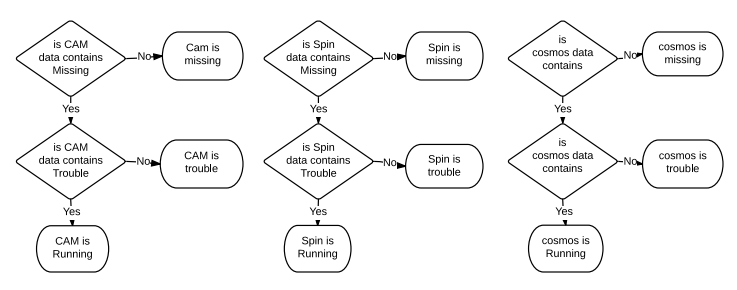 is CAM
data contains
Missing
No
Cam is
missing
Yes
is CAM
data contains
Trouble
No
CAM is
trouble
Yes
CAM is
Running
is Spin
data contains
Missing
No
Spin is
missing
Yes
is Spin
data contains
Trouble
No
Spin is
trouble
Yes
Spin is
Running
is
cosmos data
contains
No
cosmos is
missing
Yes
is
cosmos data
contains
No
cosmos is
trouble
Yes
cosmos is
Running